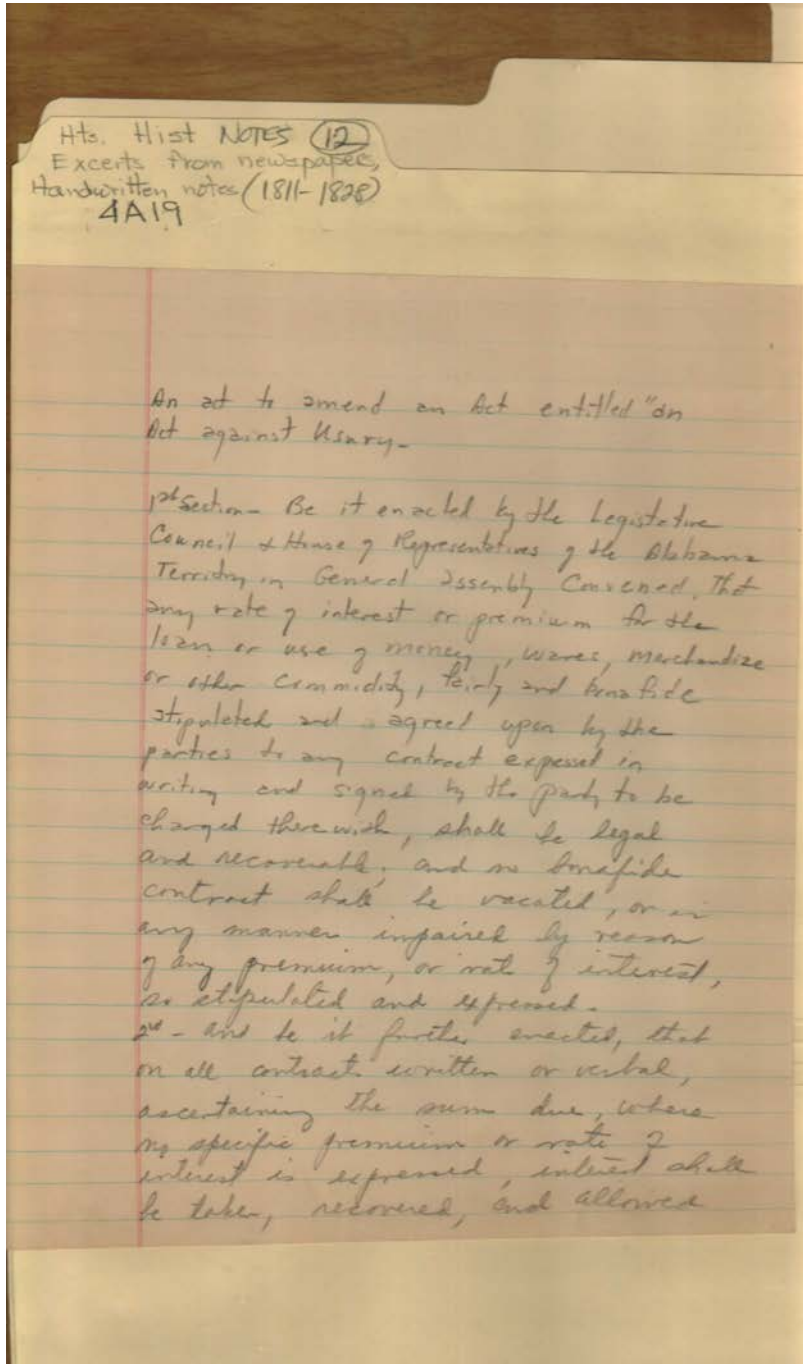 Hts. Hist NOTES 12
Excerts from newspapers,
Handwritten notes (1811-1828)
4A19
An act to amend an Act entitled "An
Act against Usury-
1st Section- Be it enacted by the Legistative
Council & House of Representatives of the Alabama
Territory in General assembly Convened, That
any rate of interest or premium for the
loan or use of money, wares, merchandize
or other commidity, fairly and bona fide
stipulated and agreed upon by the
parties to any contract expessed in
writing and signed by the party to be
charged therewith, shall be legal
and recoverable; and no bonafide
contract shall be vacated, or in
any manner impaired by reason
of any premium, or rate of interest,
so stipulated and expressed.
2nd - And be it further enacted, that
on all contracts written or verbal,
ascertaining the sum due, where
no specific premium or rate of
interest is expressed, interest shall
be taken, recovered, and allowed